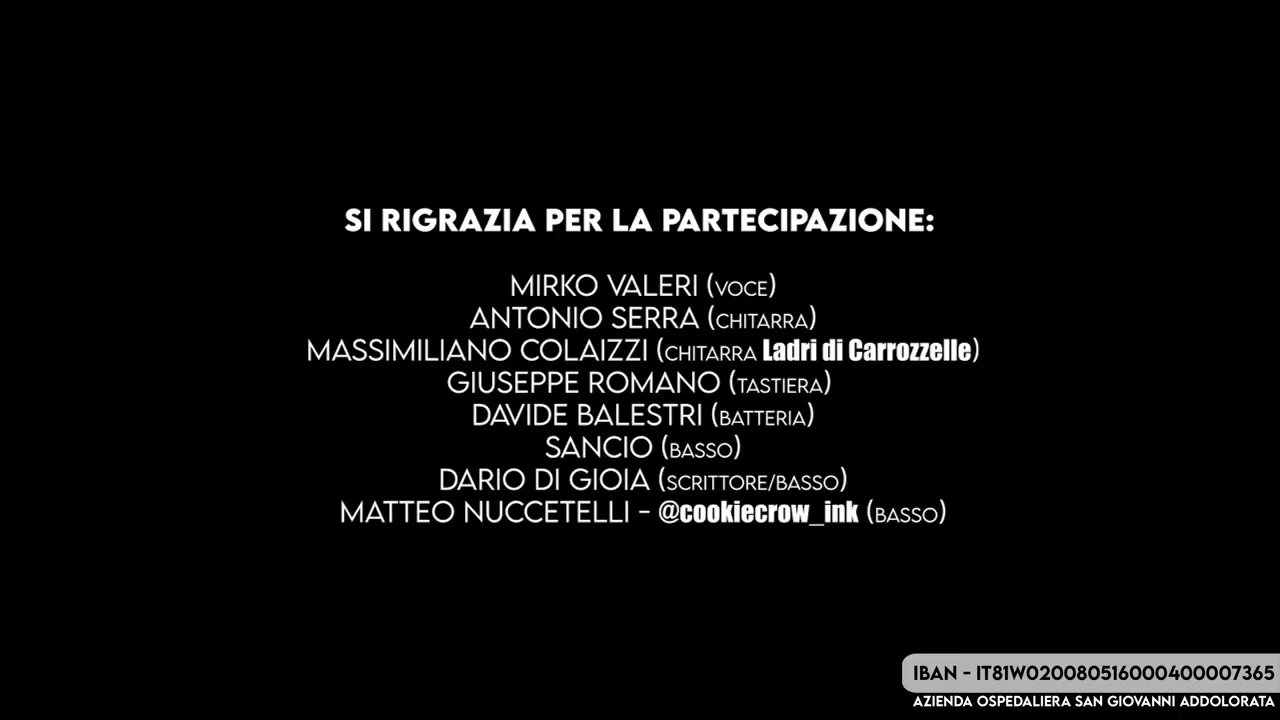 SI RIGRAZIA PER LA PARTECIPAZIONE:
MIRKO VALERI (VOCE)
ANTONIO SERRA (CHITARRA)
MASSIMILIANO COLAIZZI (CHITARRA Ladri di Carrozzelle)
GIUSEPPE ROMANO (TASTIERA)
DAVIDE BALESTRI (BATTERIA)
SANCIO (BASSO)
DARIO DI GIOIA (SCRITTORE/BASSO)
MATTEO NUCCETELLI - @cookiecrow_ink (BASSO)
IBAN - IT81W0200805160000400007365
AZIENDA OSPEDALIERA SAN GIOVANNI ADDOLORATA